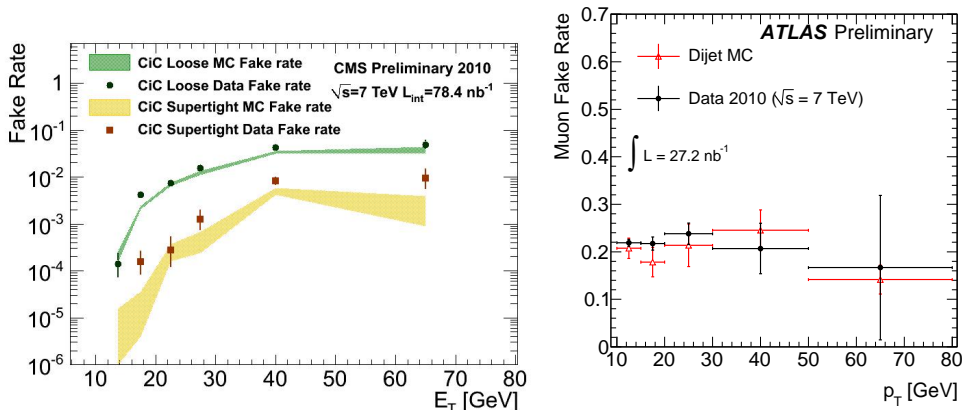 Fake Rate
1
10-1
10-2
10-3
10-4
10-5
10-6
CiC Loose MC Fake rate
CiC Loose Data Fake rate
CiC Supertight MC Fake rate
CiC Supertight Data Fake rate
CMS Preliminary 2010
√s=7 TeV Lint=78.4 nb-1
10 20 30 40 50 60 70 80
ET [GeV]
Muon Fake Rate
0.7
0.6
0.5
0.4
0.3
0.2
0.1
0
ATLAS Preliminary
Dijet MC
Data 2010 (√s = 7 TeV)
∫ L = 27.2 nb-1
10 20 30 40 50 60 70 80
pT [GeV]